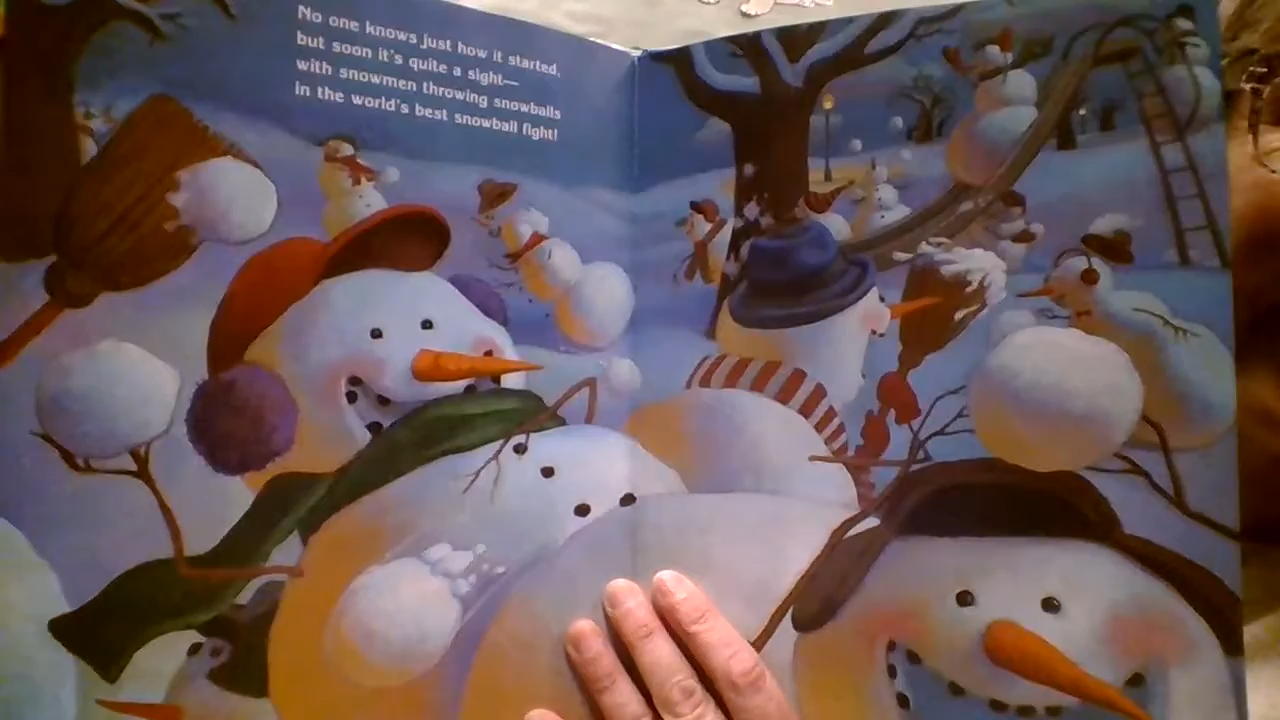 No one knows just how it started,
but soon it's quite a sight—
with snowmen throwing snowballs
in the world's best snowball fight!